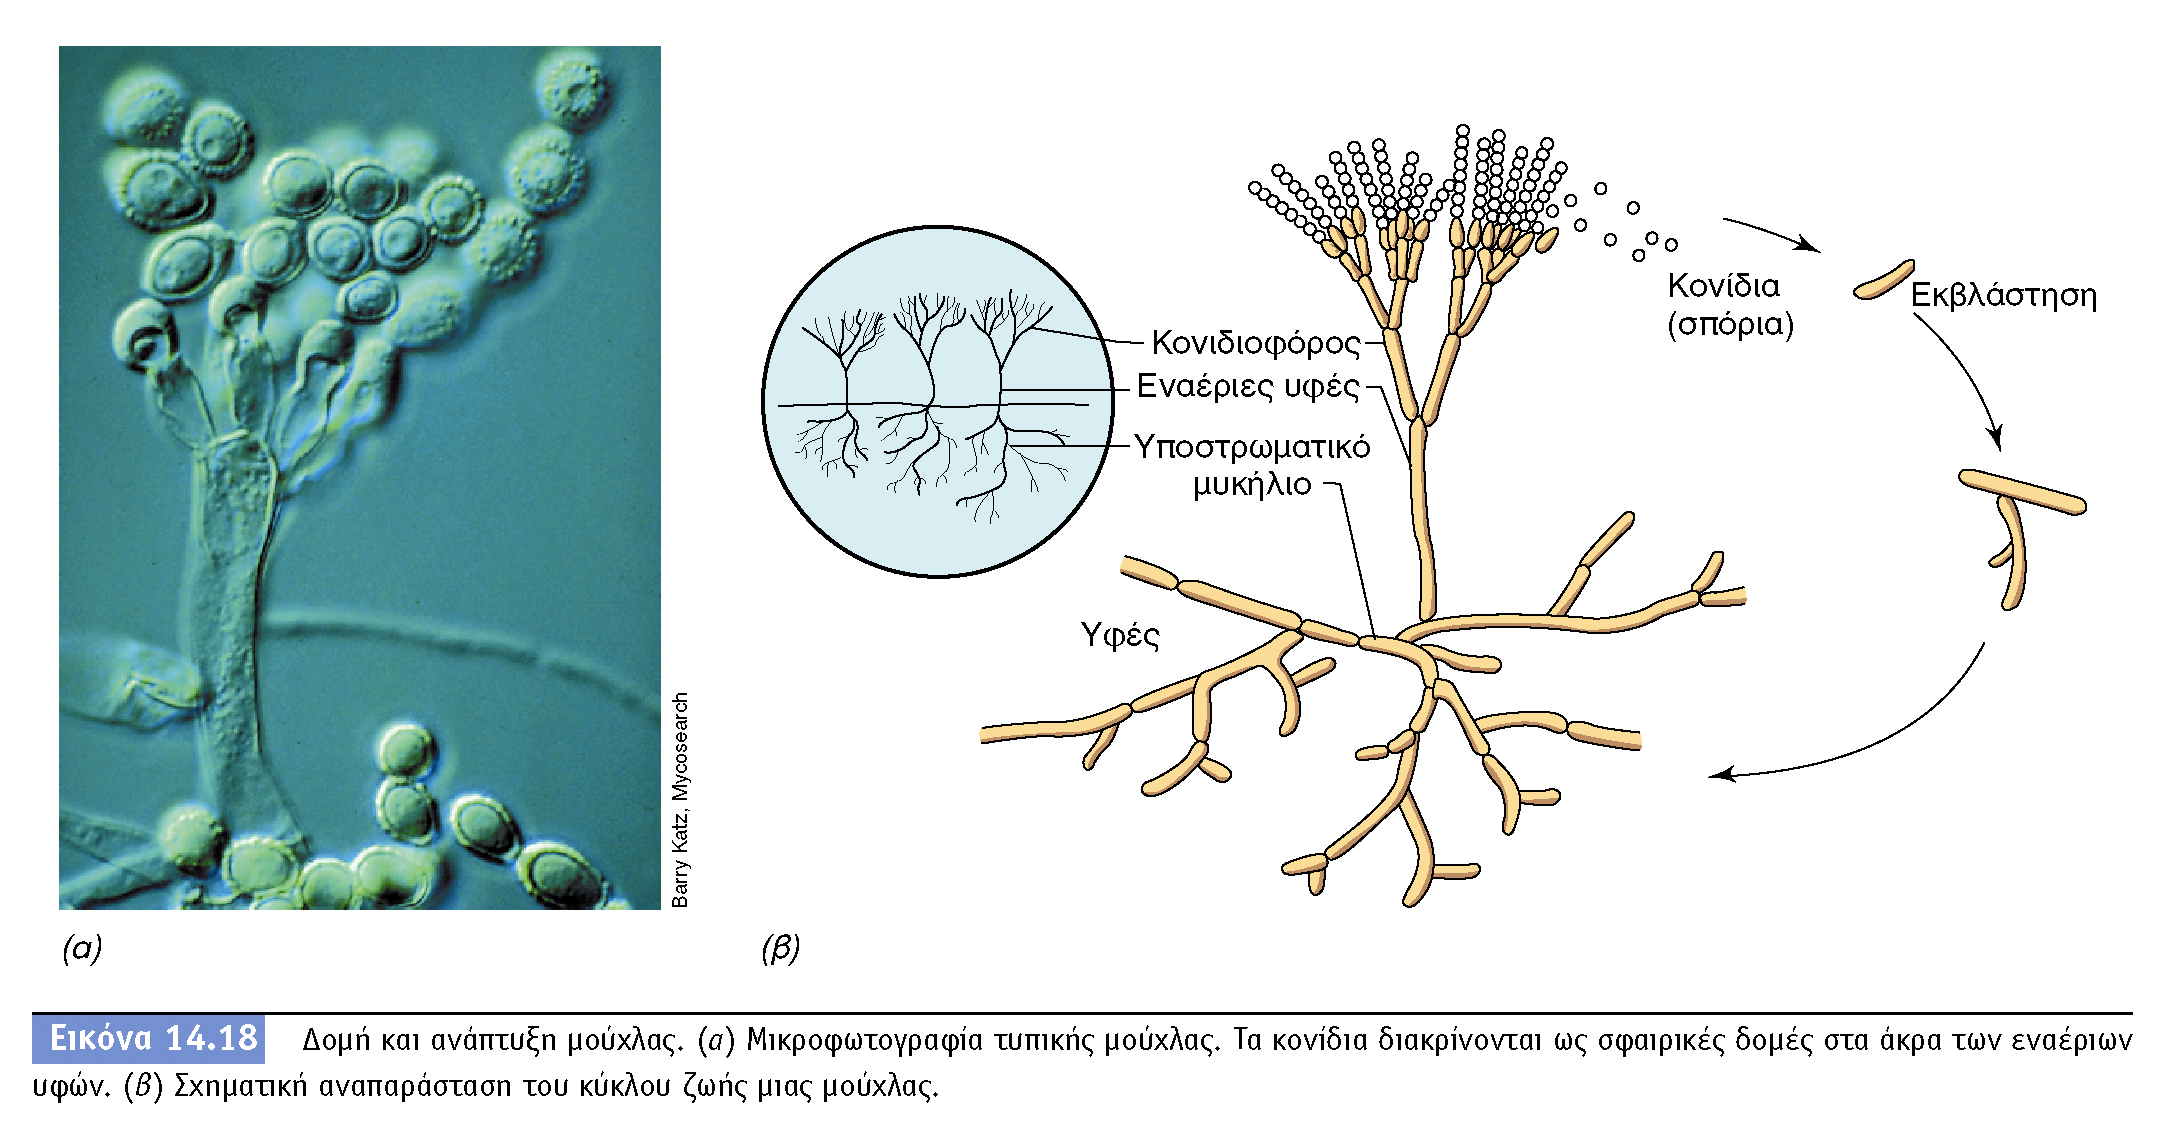 Κονίδια
(σπόρια)
Εκβλάστηση
Κονιδιοφόρος
Εναέριες υφές
Υποστρωματικό
μυκήλιο
Υφές
Barry Katz, Mycosearch
(α)
(β)
Εικόνα 14.18 Δομή και ανάπτυξη μούχλας. (α) Μικροφωτογραφία τυπικής μούχλας. Τα κονίδια διακρίνονται ως σφαιρικές δομές στα άκρα των εναέριων
υφών. (β) Σχηματική αναπαράσταση του κύκλου ζωής μιας μούχλας.